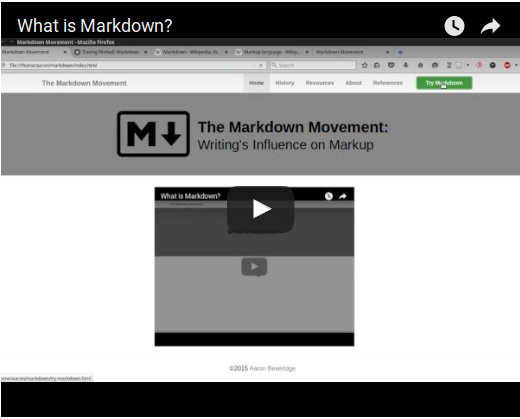 What is Markdown?
Markdown Movement - Mozilla Firefox
Markdown Movement
Daring Fireball: Markdown
Markdown - Wikipedia, th...
Markup language - Wikip...
Markdown Movement
file:///home/aaron/markdown/index.html
Search
The Markdown Movement
Home
History
Resources
About
References
Try Markdown
M
The Markdown Movement:
Writing's Influence on Markup
What is Markdown?
©2015 Aaron Beveridge
ome/aaron/markdown/try-markdown.html